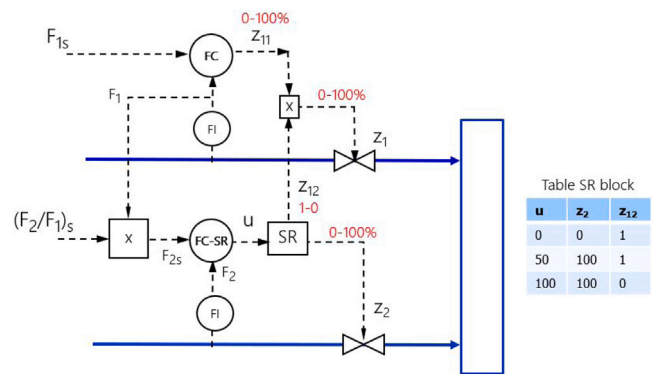 0-100%
F1s
FC
z11
F1
X
0-100%
FI
z1
z12
1-0
(F2/F1)s
X
F2s
FC-SR
F2
u
SR
0-100%
FI
z2
Table SR block
u z2 z12
0 0 1
50 100 1
100 100 0